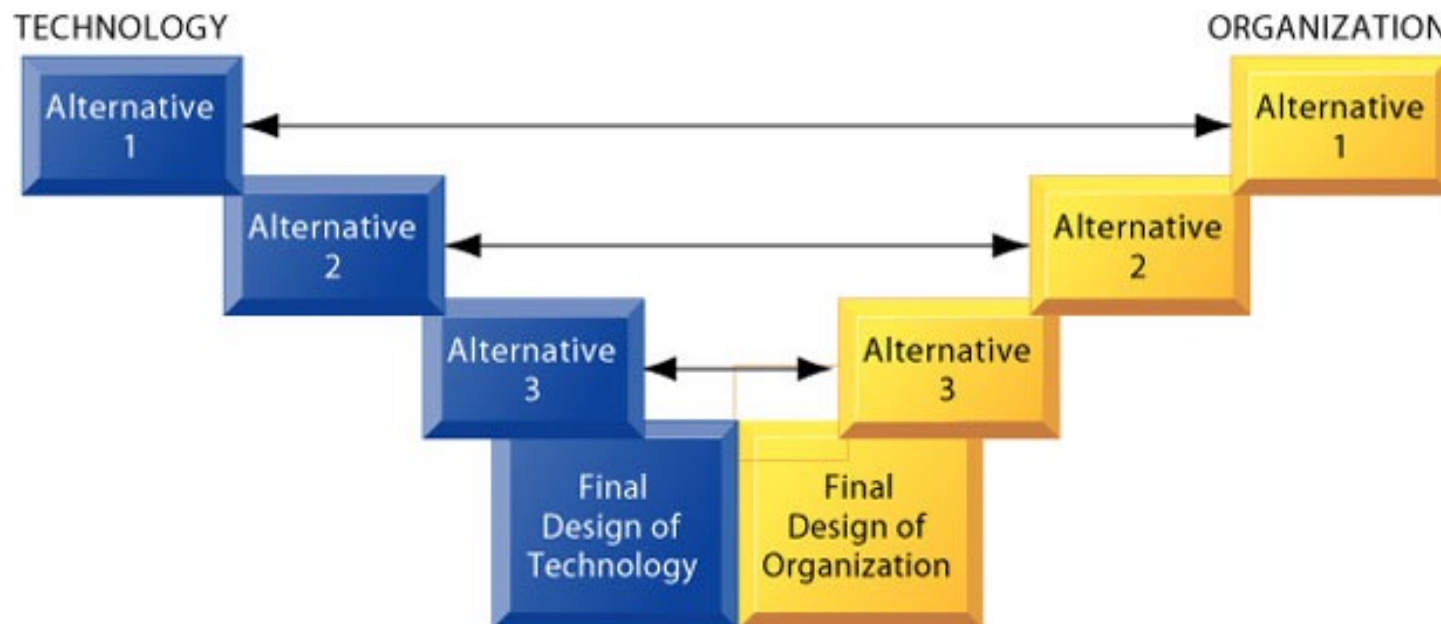 TECHNOLOGY
ORGANIZATION
Alternative
1
Alternative
1
Alternative
2
Alternative
2
Alternative
3
Alternative
3
Final
Design of
Technology
Final
Design of
Organization